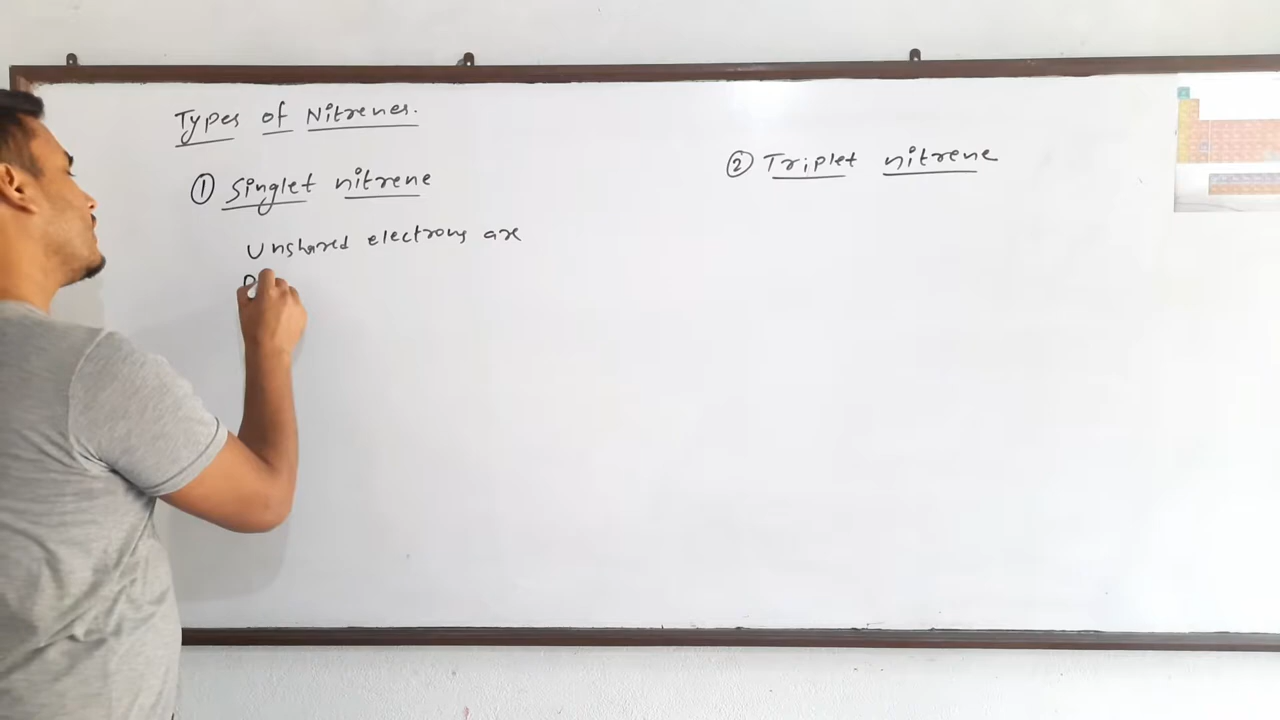 Types of Nitrenes.
① Singlet nitrene
Unshared electrons are
② Triplet nitrene